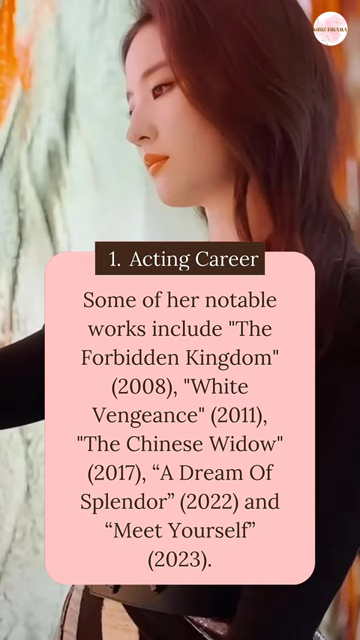 1. Acting Career
Some of her notable
works include "The
Forbidden Kingdom"
(2008), "White
Vengeance" (2011),
"The Chinese Widow"
(2017), “A Dream Of
Splendor” (2022) and
“Meet Yourself”
(2023).